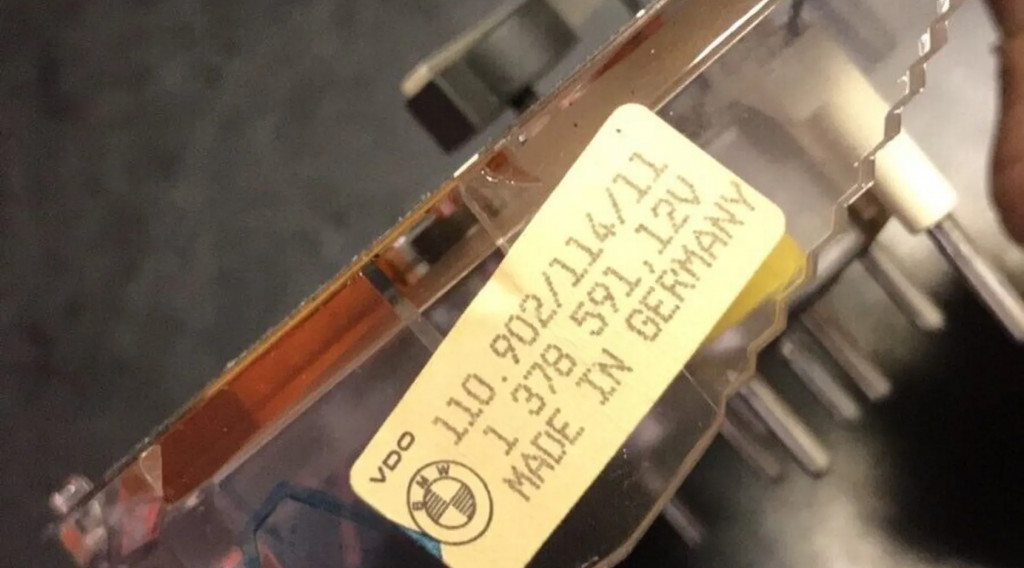 VDO
110.902/114/11
1 378 591,12V
MADE IN GERMANY
BMW